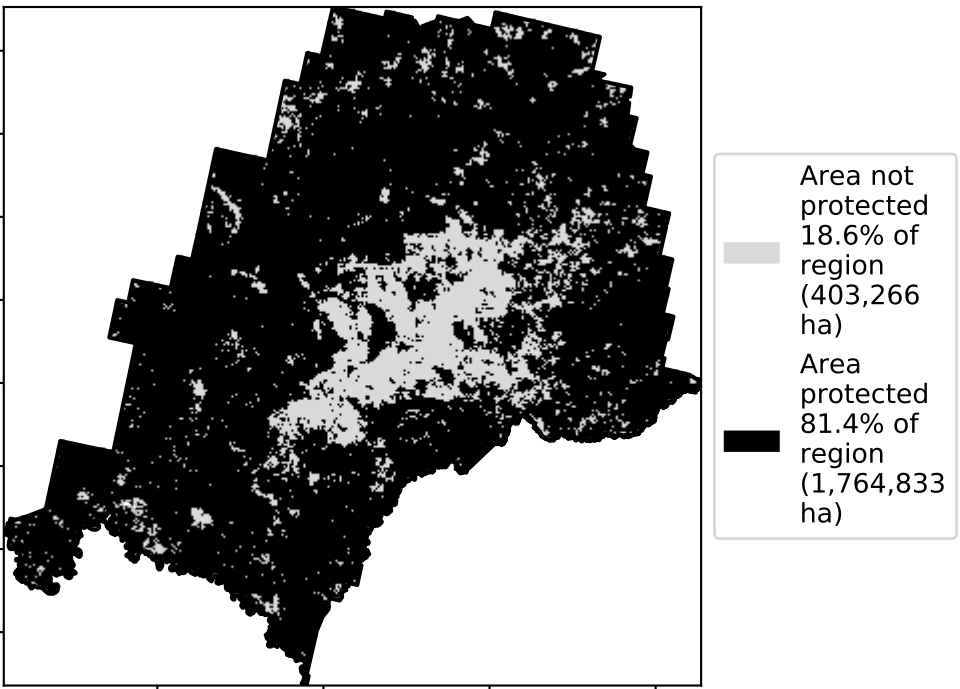 Area not
protected
18.6% of
region
(403,266
ha)
Area
protected
81.4% of
region
(1,764,833
ha)